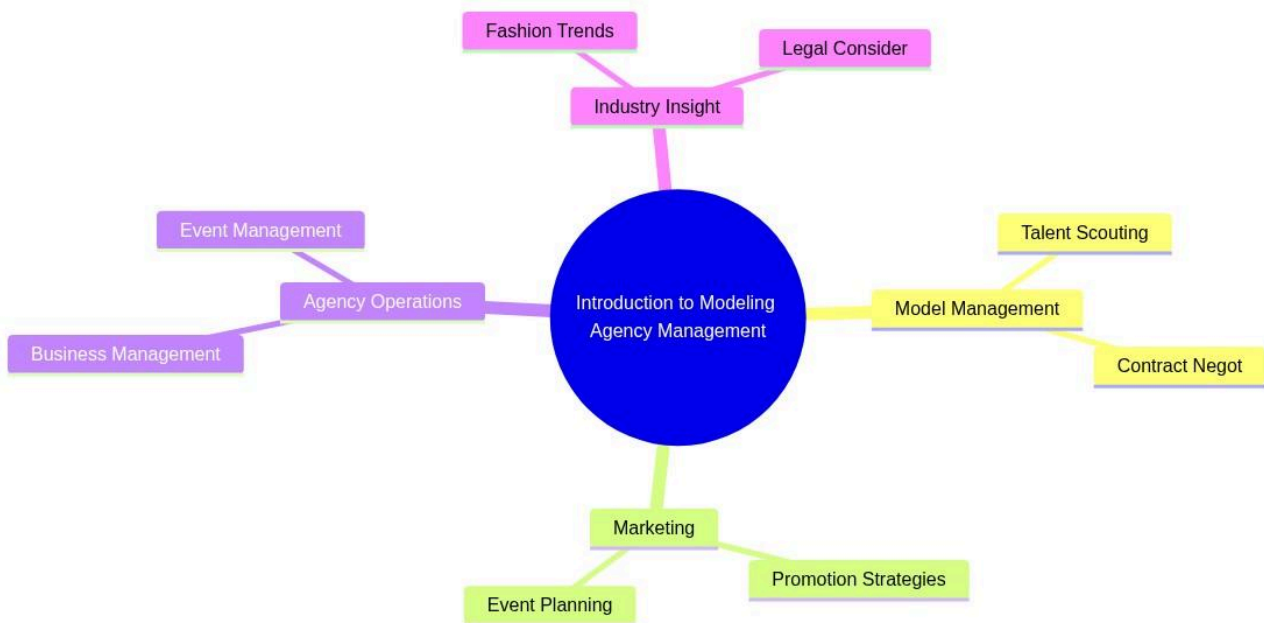 Fashion Trends
Legal Consider
Industry Insight
Event Management
Talent Scouting
Agency Operations
Introduction to Modeling
Agency Management
Model Management
Business Management
Contract Negot
Marketing
Promotion Strategies
Event Planning